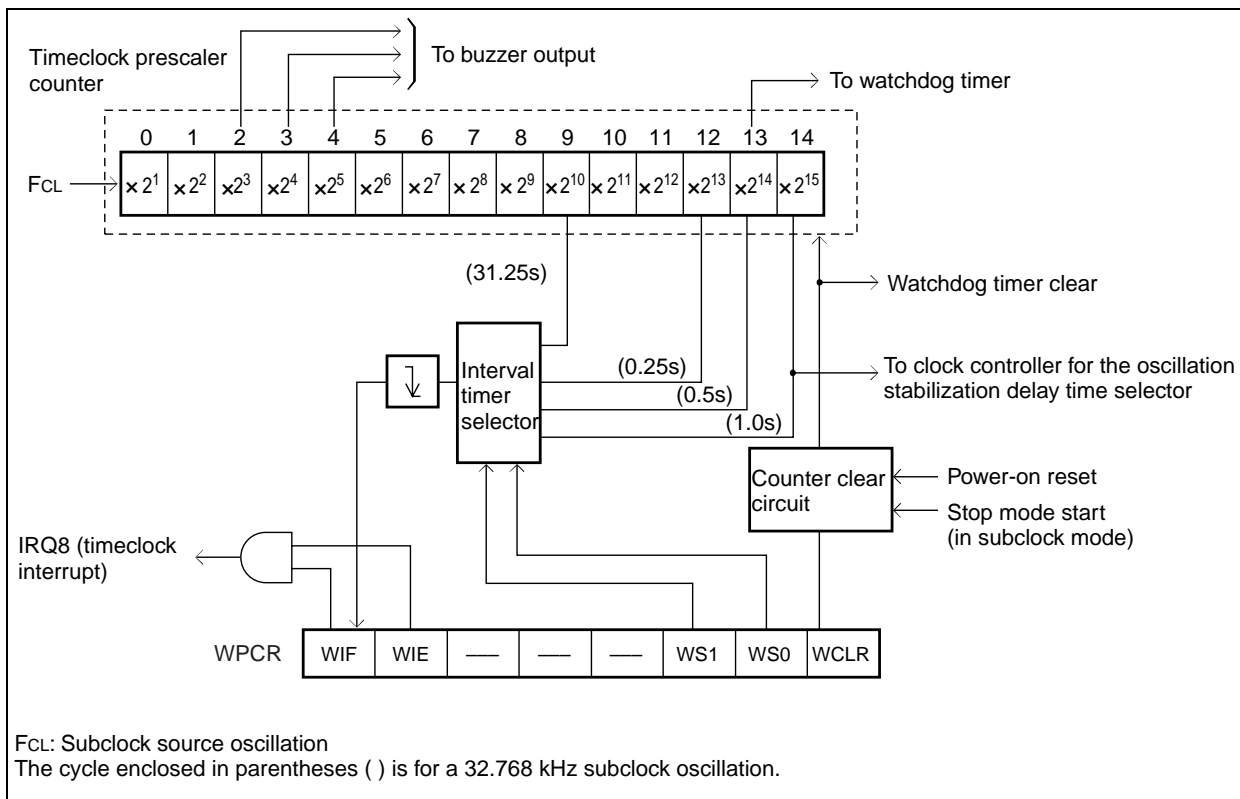 Timeclock prescaler
counter
To buzzer output
To watchdog timer
0 1 2 3 4 5 6 7 8 9 10 11 12 13 14
FCL
×2¹ ×2² ×2³ ×2⁴ ×2⁵ ×2⁶ ×2⁷ ×2⁸ ×2⁹ ×2¹⁰ ×2¹¹ ×2¹² ×2¹³ ×2¹⁴ ×2¹⁵
(31.25s)
Watchdog timer clear
Interval
timer
selector
(0.25s)
(0.5s)
(1.0s)
To clock controller for the oscillation
stabilization delay time selector
Counter clear
circuit
Power-on reset
Stop mode start
(in subclock mode)
IRQ8 (timeclock
interrupt)
WPCR WIF WIE — — — WS1 WS0 WCLR
FCL: Subclock source oscillation
The cycle enclosed in parentheses ( ) is for a 32.768 kHz subclock oscillation.